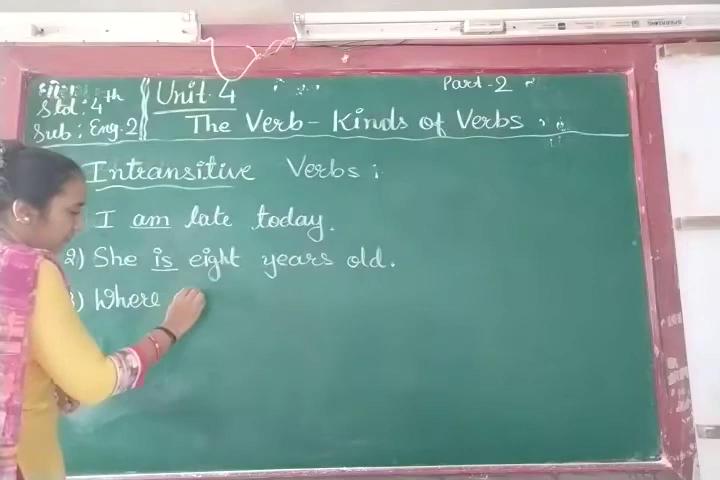 Part-2
Std: 4th
Unit. 4
Sub: Eng.2
The Verb-Kinds of Verbs
Intransitive Verbs:
I am late today.
2) She is eight years old.
3) Where